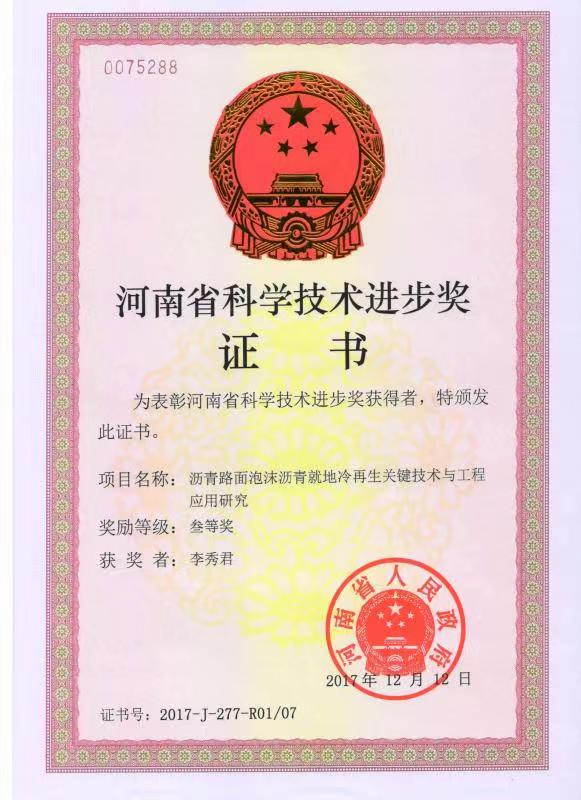 0075288
河南省科学技术进步奖
证 书
为表彰河南省科学技术进步奖获得者，特颁发
此证书。
项目名称：沥青路面泡沫沥青就地冷再生关键技术与工程
应用研究
奖励等级：叁等奖
获 奖 者：李秀君
河南省人民政府
2017年 12 月 12 日
证书号：2017-J-277-R01/07